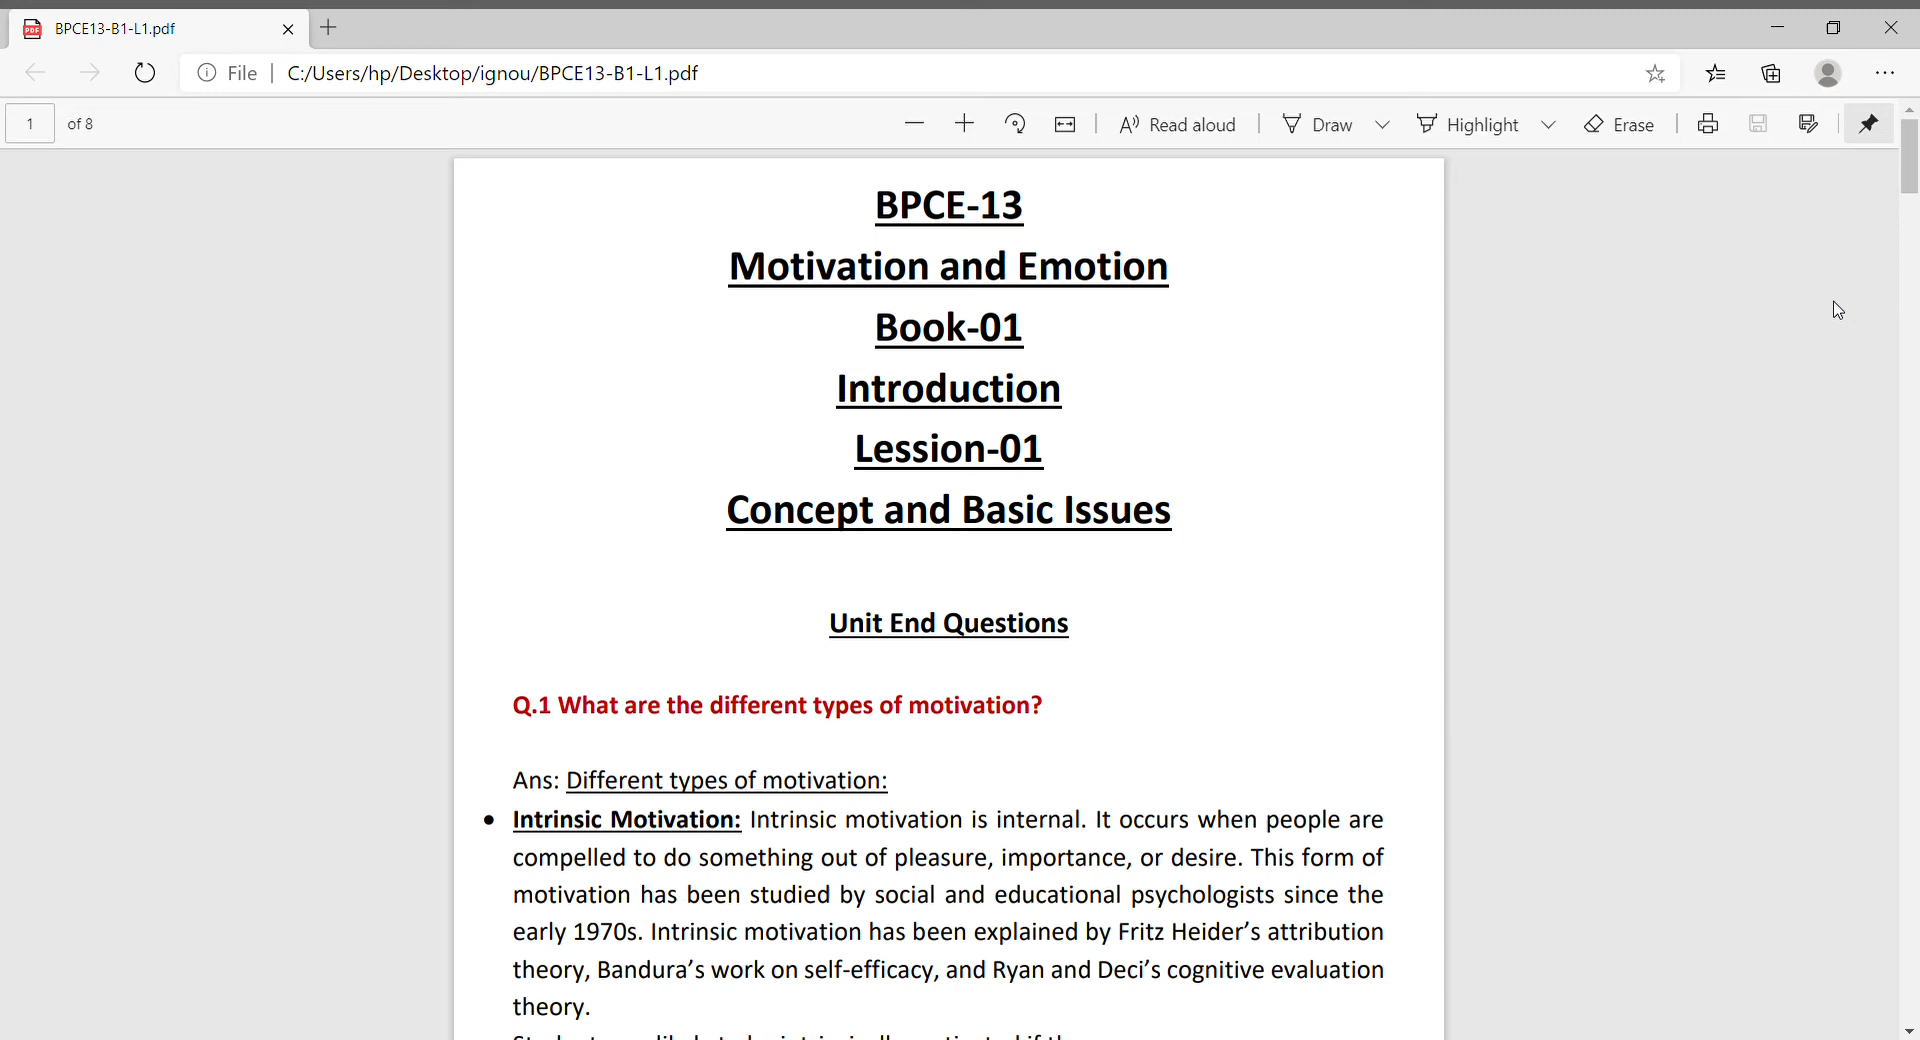 BPCE13-B1-L1.pdf
File | C:/Users/hp/Desktop/ignou/BPCE13-B1-L1.pdf
1 of 8 Read aloud Draw Highlight Erase
BPCE-13
Motivation and Emotion
Book-01
Introduction
Lession-01
Concept and Basic Issues
Unit End Questions
Q.1 What are the different types of motivation?
Ans: Different types of motivation:
• Intrinsic Motivation: Intrinsic motivation is internal. It occurs when people are
compelled to do something out of pleasure, importance, or desire. This form of
motivation has been studied by social and educational psychologists since the
early 1970s. Intrinsic motivation has been explained by Fritz Heider’s attribution
theory, Bandura’s work on self-efficacy, and Ryan and Deci’s cognitive evaluation
theory.